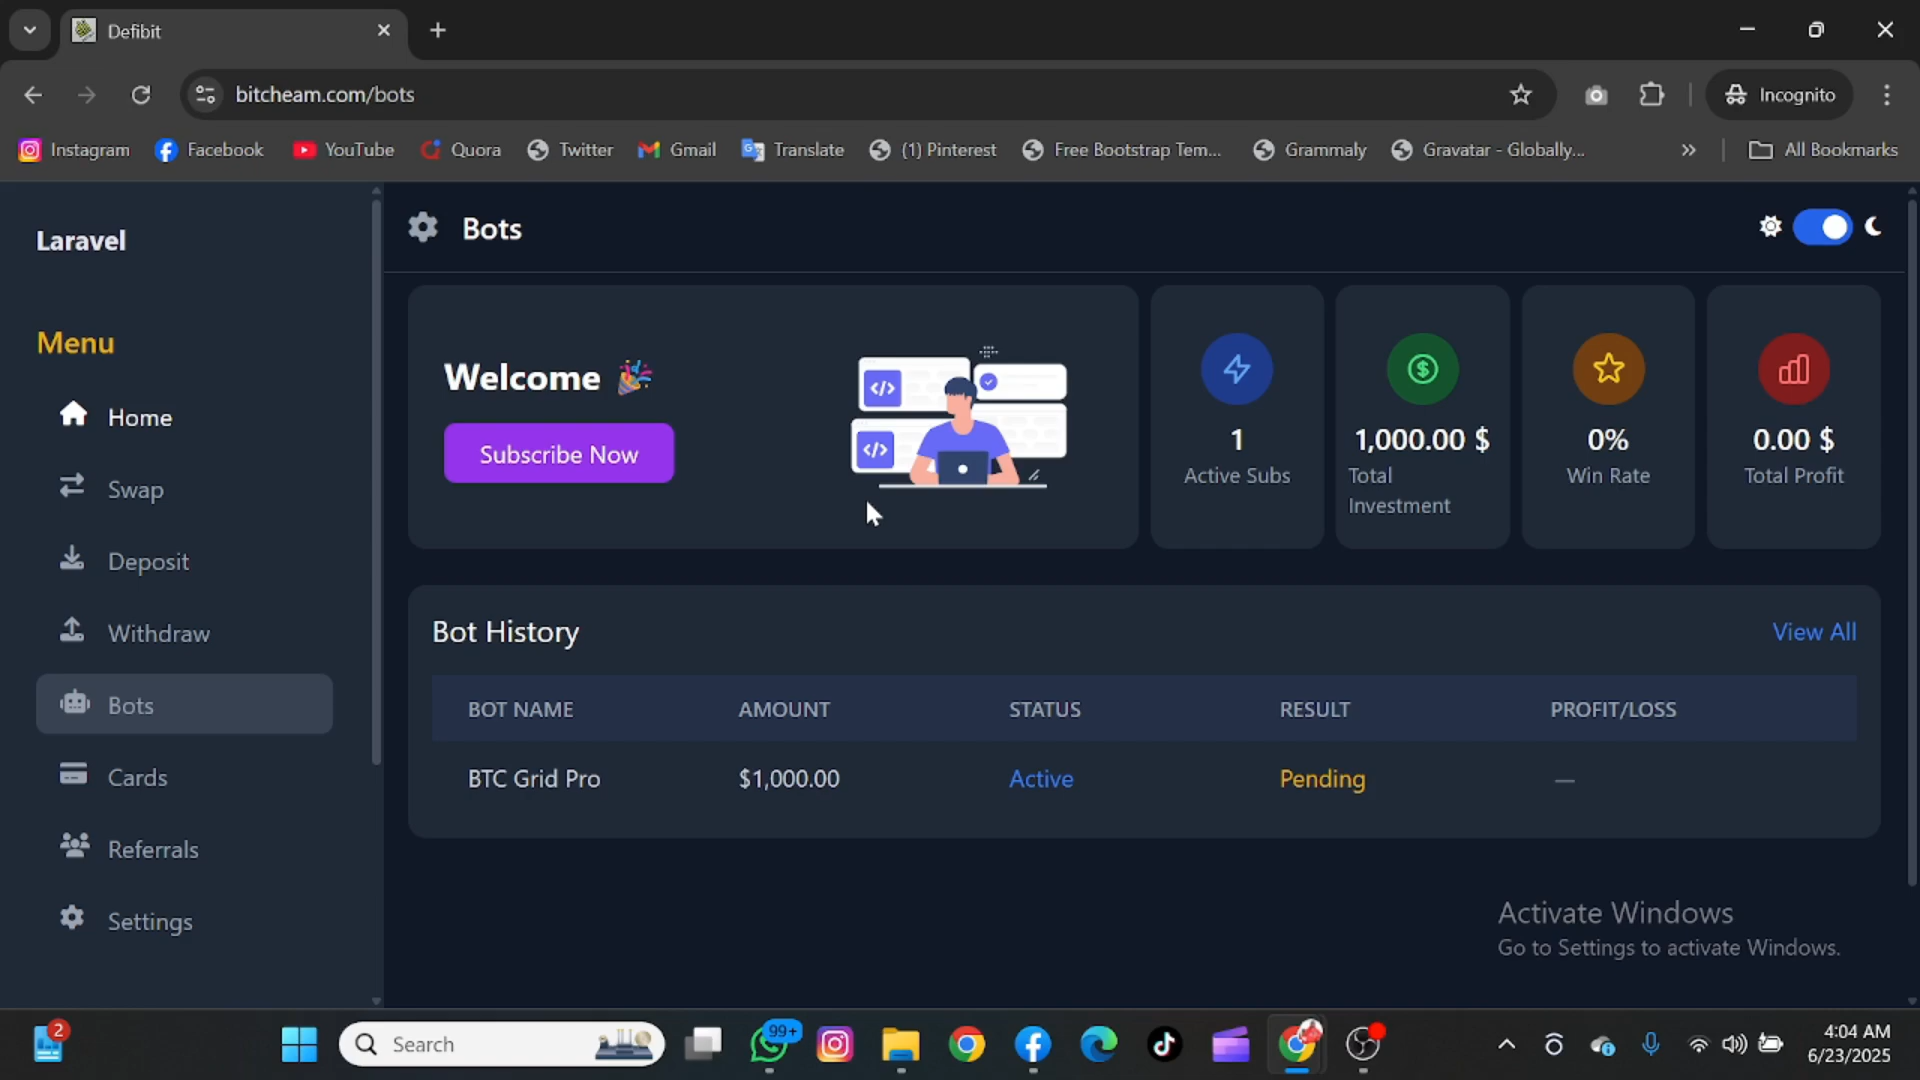 Defibit
bitcheam.com/bots
Incognito
Instagram
Facebook
YouTube
Quora
Twitter
Gmail
Translate
(1) Pinterest
Free Bootstrap Tem...
Grammaly
Gravatar - Globally,...
»
All Bookmarks
Laravel
Bots
Menu
Home
Swap
Deposit
Withdraw
Bots
Cards
Referrals
Settings
Welcome
Subscribe Now
</>
</>
1
Active Subs
1,000.00 $
Total
Investment
0%
Win Rate
0.00 $
Total Profit
Bot History
View All
BOT NAME AMOUNT STATUS RESULT PROFIT/LOSS
BTC Grid Pro $1,000.00 Active Pending —
Activate Windows
Go to Settings to activate Windows.
2
Search
99+
4:04 AM
6/23/2025